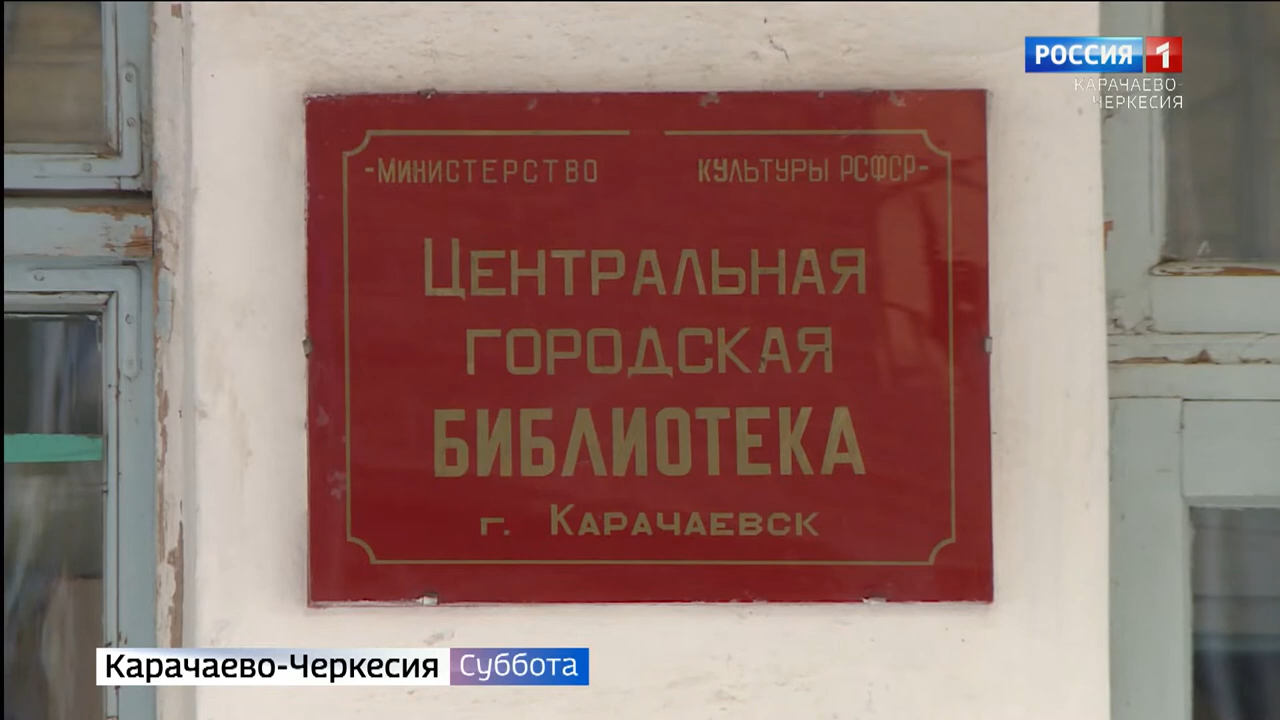 РОССИЯ 1
КАРАЧАЕВО-
ЧЕРКЕСИЯ
-МИНИСТЕРСТВО КУЛЬТУРЫ РСФСР-
ЦЕНТРАЛЬНАЯ
ГОРОДСКАЯ
БИБЛИОТЕКА
г. КАРАЧАЕВСК
Карачаево-Черкесия Суббота